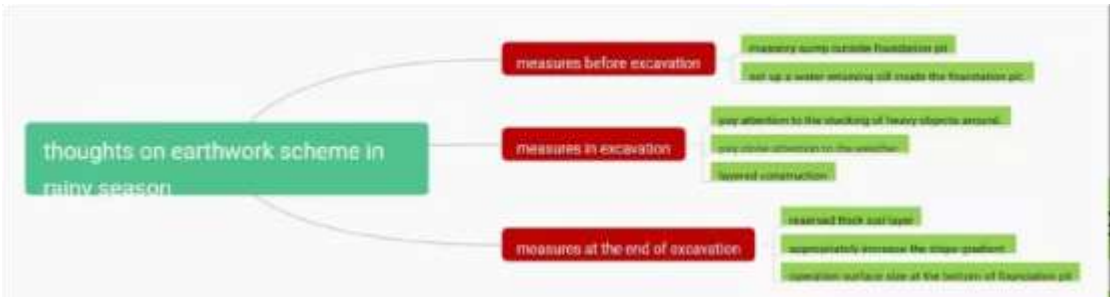 thoughts on earthwork scheme in
rainy season
measures before excavation
masonry sump outside foundation pit
set up a water retaining sill inside the foundation pit
measures in excavation
pay attention to the stacking of heavy objects around
pay close attention to the weather
layered construction
measures at the end of excavation
reserved thick soil layer
appropriately increase the slope gradient
operation surface size at the bottom of foundation pit